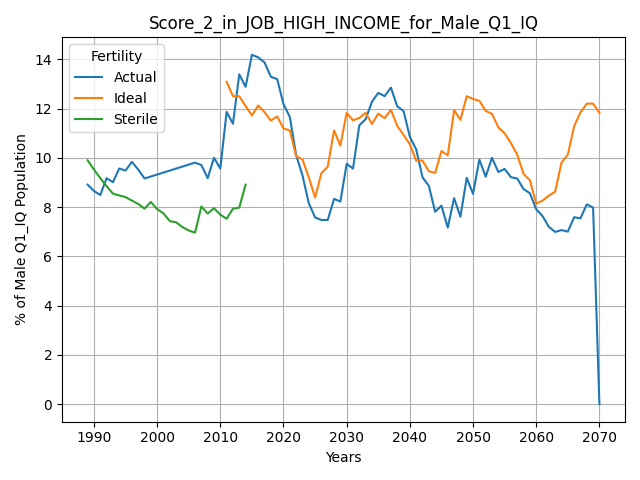 Score_2_in_JOB_HIGH_INCOME_for_Male_Q1_IQ
Fertility
Actual
Ideal
Sterile
% of Male Q1_IQ Population
14
12
10
8
6
4
2
0
1990 2000 2010 2020 2030 2040 2050 2060 2070
Years